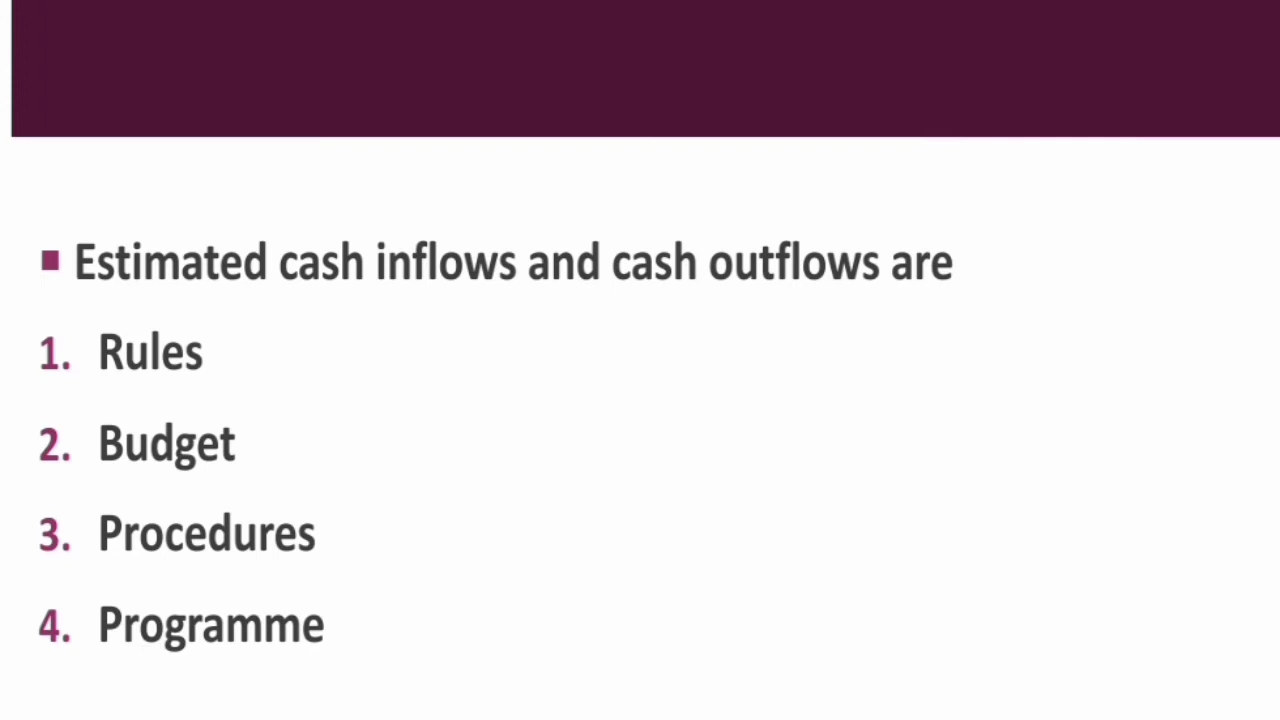 ▪ Estimated cash inflows and cash outflows are
1. Rules
2. Budget
3. Procedures
4. Programme